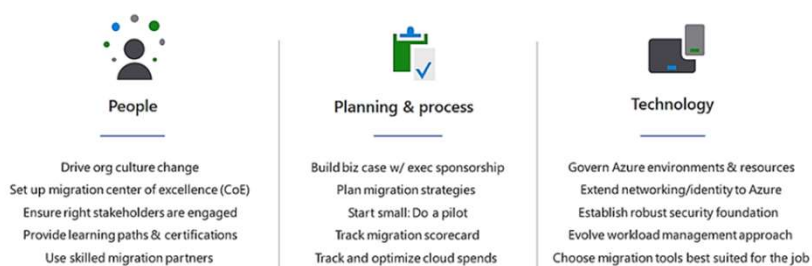 People
Drive org culture change
Set up migration center of excellence (CoE)
Ensure right stakeholders are engaged
Provide learning paths & certifications
Use skilled migration partners
Planning & process
Build biz case w/ exec sponsorship
Plan migration strategies
Start small: Do a pilot
Track migration scorecard
Track and optimize cloud spends
Technology
Govern Azure environments & resources
Extend networking/identity to Azure
Establish robust security foundation
Evolve workload management approach
Choose migration tools best suited for the job